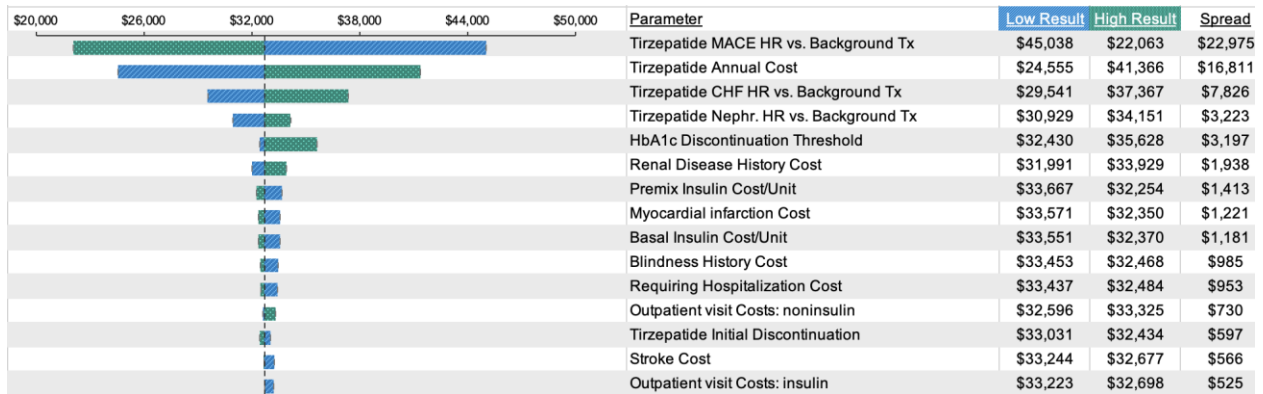 $20,000 $26,000 $32,000 $38,000 $44,000 $50,000 Parameter Low Result High Result Spread
Tirzepatide MACE HR vs. Background Tx $45,038 $22,063 $22,975
Tirzepatide Annual Cost $24,555 $41,366 $16,811
Tirzepatide CHF HR vs. Background Tx $29,541 $37,367 $7,826
Tirzepatide Nephr. HR vs. Background Tx $30,929 $34,151 $3,223
HbA1c Discontinuation Threshold $32,430 $35,628 $3,197
Renal Disease History Cost $31,991 $33,929 $1,938
Premix Insulin Cost/Unit $33,667 $32,254 $1,413
Myocardial infarction Cost $33,571 $32,350 $1,221
Basal Insulin Cost/Unit $33,551 $32,370 $1,181
Blindness History Cost $33,453 $32,468 $985
Requiring Hospitalization Cost $33,437 $32,484 $953
Outpatient visit Costs: noninsulin $32,596 $33,325 $730
Tirzepatide Initial Discontinuation $33,031 $32,434 $597
Stroke Cost $33,244 $32,677 $566
Outpatient visit Costs: insulin $33,223 $32,698 $525